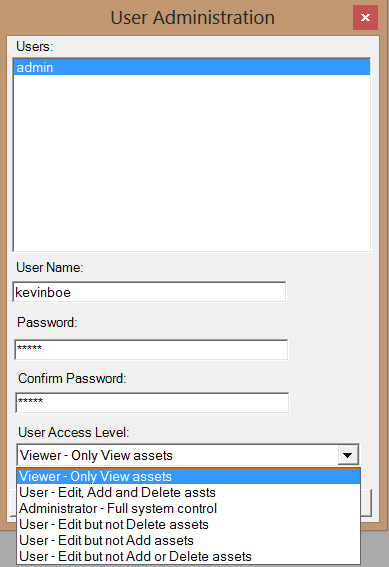 User Administration
Users:
admin
User Name:
kevinboe
Password:
*****
Confirm Password:
*****
User Access Level:
Viewer - Only View assets
Viewer - Only View assets
User - Edit, Add and Delete assts
Administrator - Full system control
User - Edit but not Delete assets
User - Edit but not Add assets
User - Edit but not Add or Delete assets